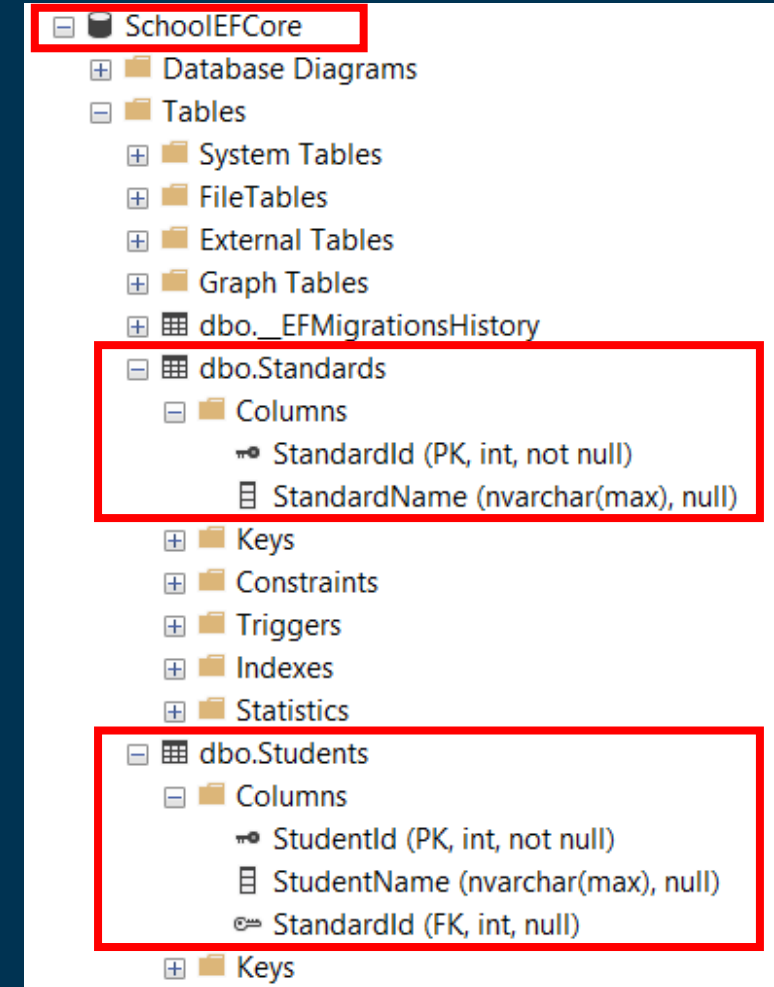 SchoolEFCore
Database Diagrams
Tables
System Tables
FileTables
External Tables
Graph Tables
dbo.__EFMigrationsHistory
dbo.Standards
Columns
StandardId (PK, int, not null)
StandardName (nvarchar(max), null)
Keys
Constraints
Triggers
Indexes
Statistics
dbo.Students
Columns
StudentId (PK, int, not null)
StudentName (nvarchar(max), null)
StandardId (FK, int, null)
Keys